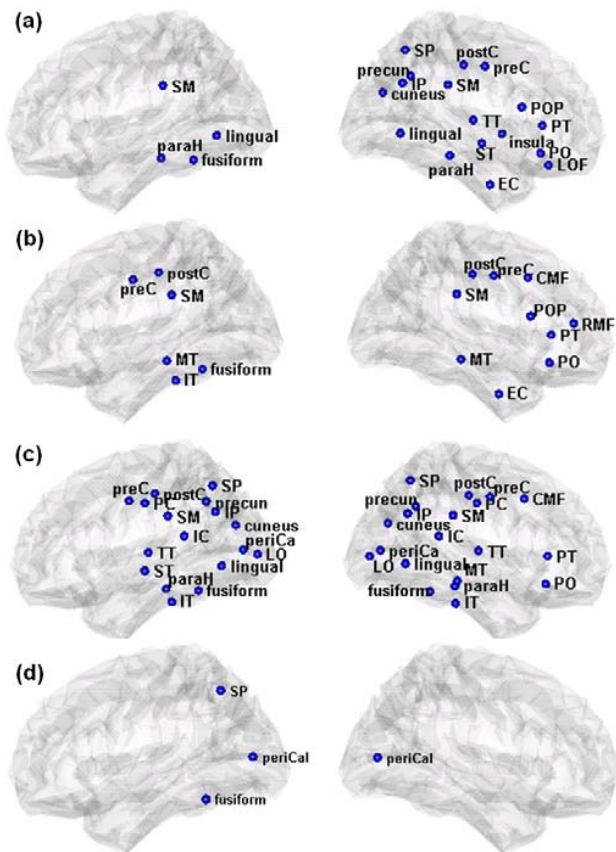 (a)
SM
lingual
paraH
fusiform
SP
postC
preC
precun
IP
SM
cuneus
POP
TT
PT
lingual
insula
ST
PO
paraH
LOF
EC
(b)
postC
preC
SM
MT
fusiform
IT
postC
preC
CMF
SM
POP
RMF
PT
MT
PO
EC
(c)
SP
preC
postC
PC
precun
IP
SM
cuneus
IC
periCa
TT
LO
ST
lingual
paraH
fusiform
IT
SP
postC
preC
PC
CMF
precun
IP
SM
cuneus
IC
periCa
TT
PT
LO
lingual
MT
paraH
PO
fusiform
IT
(d)
SP
periCal
fusiform
periCal